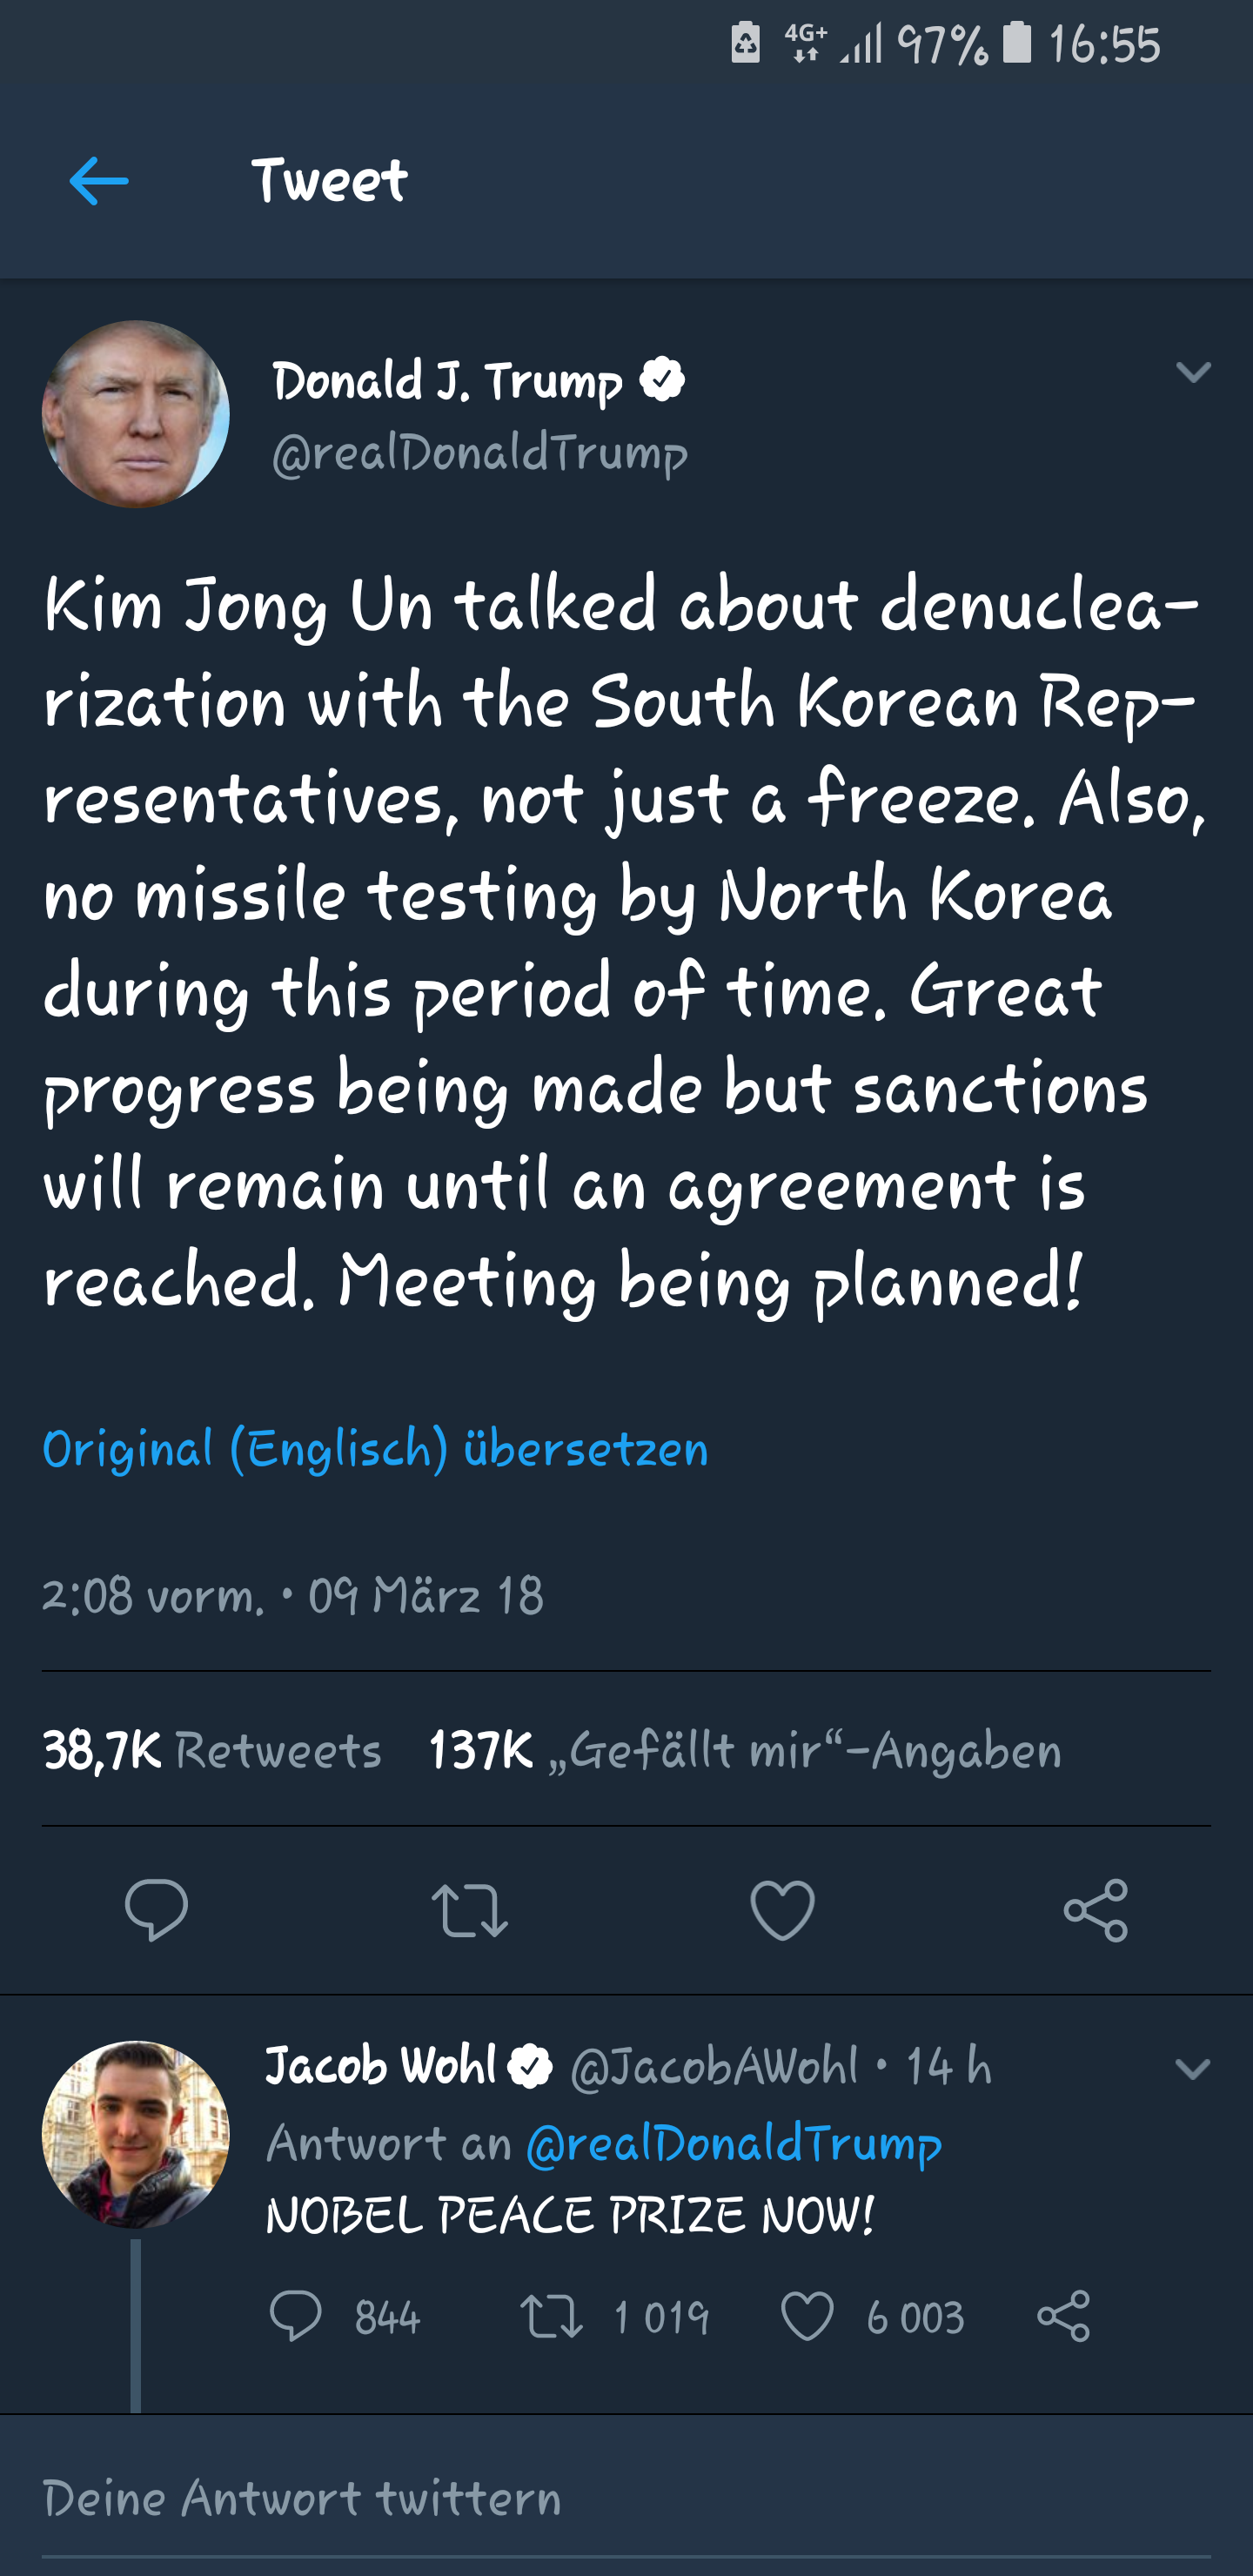 4G+ 97% 16:55
Tweet
Donald J. Trump
@realDonaldTrump
Kim Jong Un talked about denuclea-
rization with the South Korean Rep-
resentatives, not just a freeze. Also,
no missile testing by North Korea
during this period of time. Great
progress being made but sanctions
will remain until an agreement is
reached. Meeting being planned!
Original (Englisch) übersetzen
2:08 vorm. • 09 März 18
38,7K Retweets 137K „Gefällt mir“-Angaben
Jacob Wohl @JacobAWohl • 14 h
Antwort an @realDonaldTrump
NOBEL PEACE PRIZE NOW!
844 1 019 6 003
Deine Antwort twittern